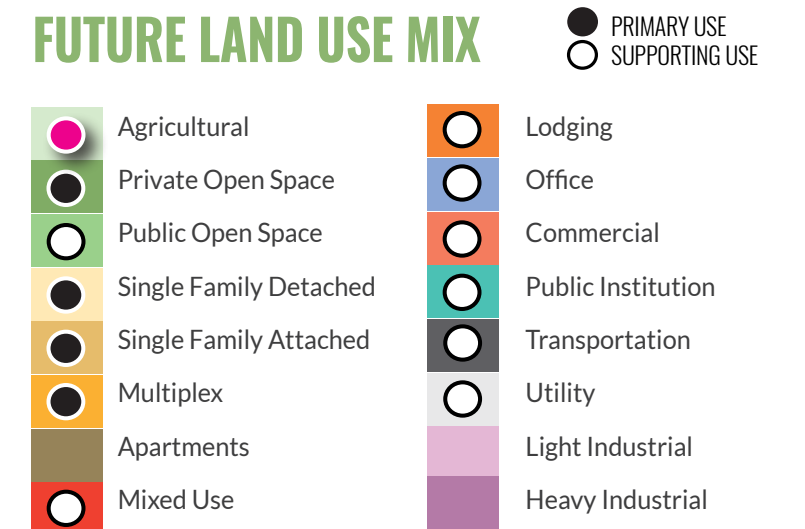 FUTURE LAND USE MIX
PRIMARY USE
SUPPORTING USE
Agricultural
Private Open Space
Public Open Space
Single Family Detached
Single Family Attached
Multiplex
Apartments
Mixed Use
Lodging
Office
Commercial
Public Institution
Transportation
Utility
Light Industrial
Heavy Industrial